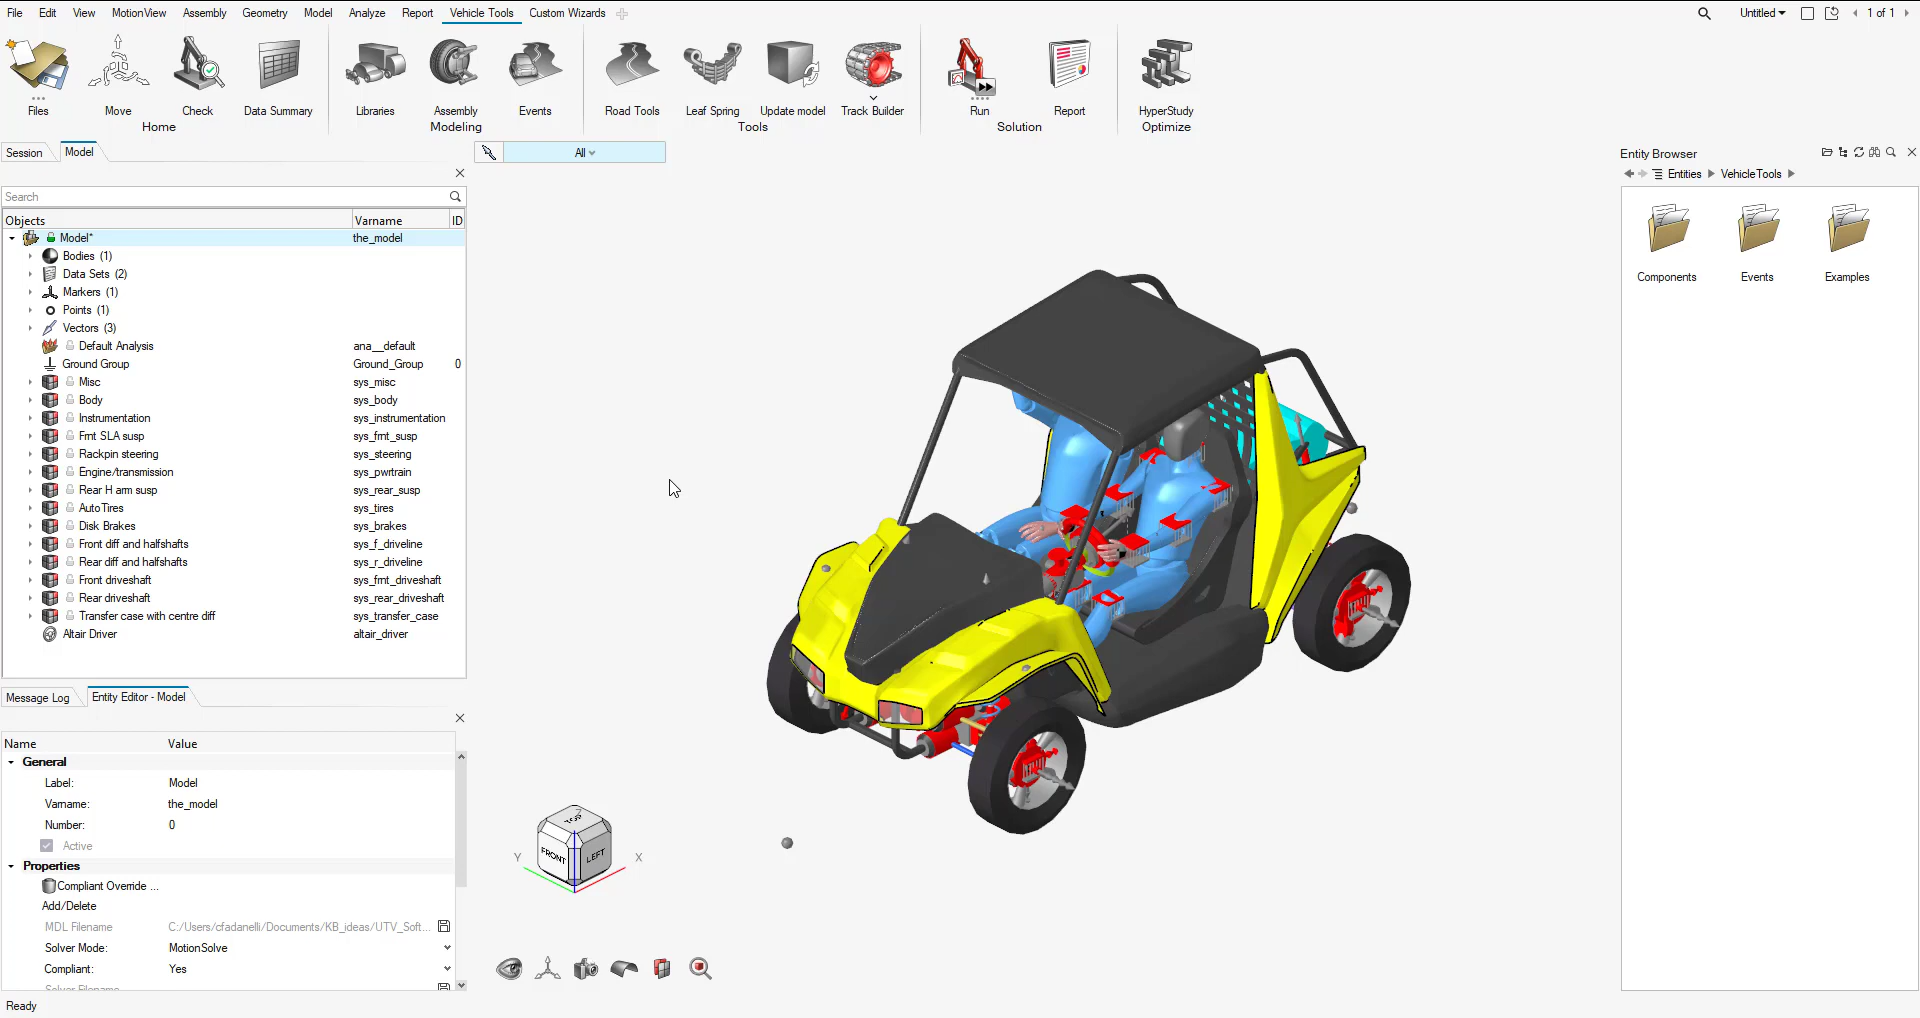 File Edit View MotionView Assembly Geometry Model Analyze Report Vehicle Tools Custom Wizards Untitled 1 of 1
Files Move Check Data Summary Libraries Assembly Events Road Tools Leaf Spring Update model Track Builder Run Report HyperStudy
Home Modeling Tools Solution Optimize
Session Model
All
Search
Objects Varname ID
Model* the_model
Bodies (1)
Data Sets (2)
Markers (1)
Points (1)
Vectors (3)
Default Analysis ana__default
Ground Group Ground_Group 0
Misc sys_misc
Body sys_body
Instrumentation sys_instrumentation
Frnt SLA susp sys_frnt_susp
Rackpin steering sys_steering
Engine/transmission sys_pwrtrain
Rear H arm susp sys_rear_susp
AutoTires sys_tires
Disk Brakes sys_brakes
Front diff and halfshafts sys_f_driveline
Rear diff and halfshafts sys_r_driveline
Front driveshaft sys_frnt_driveshaft
Rear driveshaft sys_rear_driveshaft
Transfer case with centre diff sys_transfer_case
Altair Driver altair_driver
Message Log Entity Editor - Model
Name Value
General
Label: Model
Varname: the_model
Number: 0
Active
Properties
Compliant Override ...
Add/Delete
MDL Filename C:/Users/cfadanelli/Documents/KB_ideas/UTV_Soft...
Solver Mode: MotionSolve
Compliant: Yes
Solver Filename
Ready
TOP
FRONT LEFT
Z
Y X
Entity Browser
Entities VehicleTools
Components Events Examples